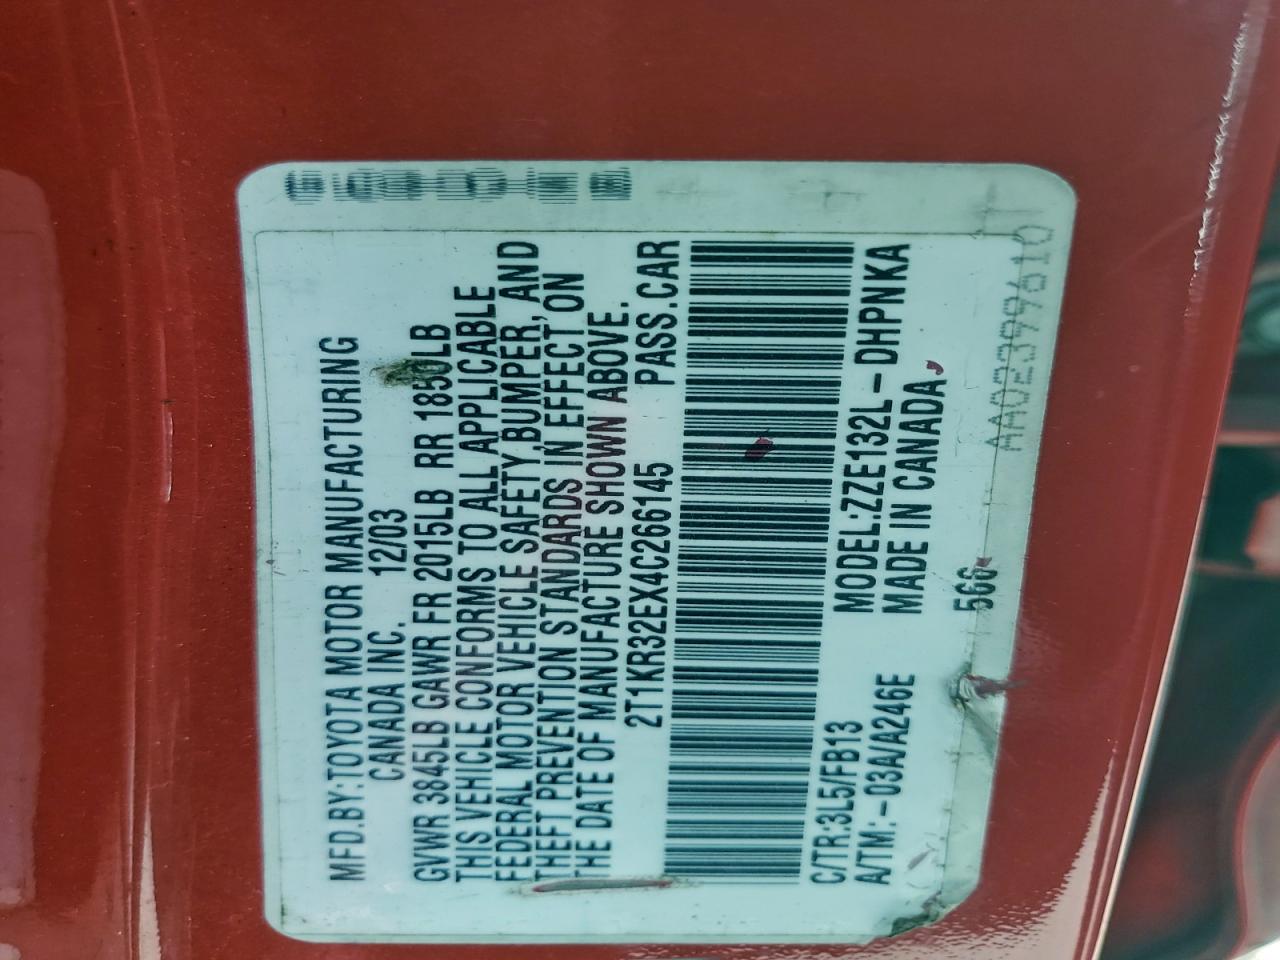 MFD.BY:TOYOTA MOTOR MANUFACTURING
CANADA INC. 12/03
GVWR 3845LB GAWR FR 2015LB RR 1850LB
THIS VEHICLE CONFORMS TO ALL APPLICABLE
FEDERAL MOTOR VEHICLE SAFETY,BUMPER, AND
THEFT PREVENTION STANDARDS IN EFFECT ON
THE DATE OF MANUFACTURE SHOWN ABOVE.
2T1KR32EX4C266145 PASS.CAR
C/TR:3L5/FB13 MODEL:ZZE132L-DHPNKA
A/TM:-03A/A246E MADE IN CANADA
566